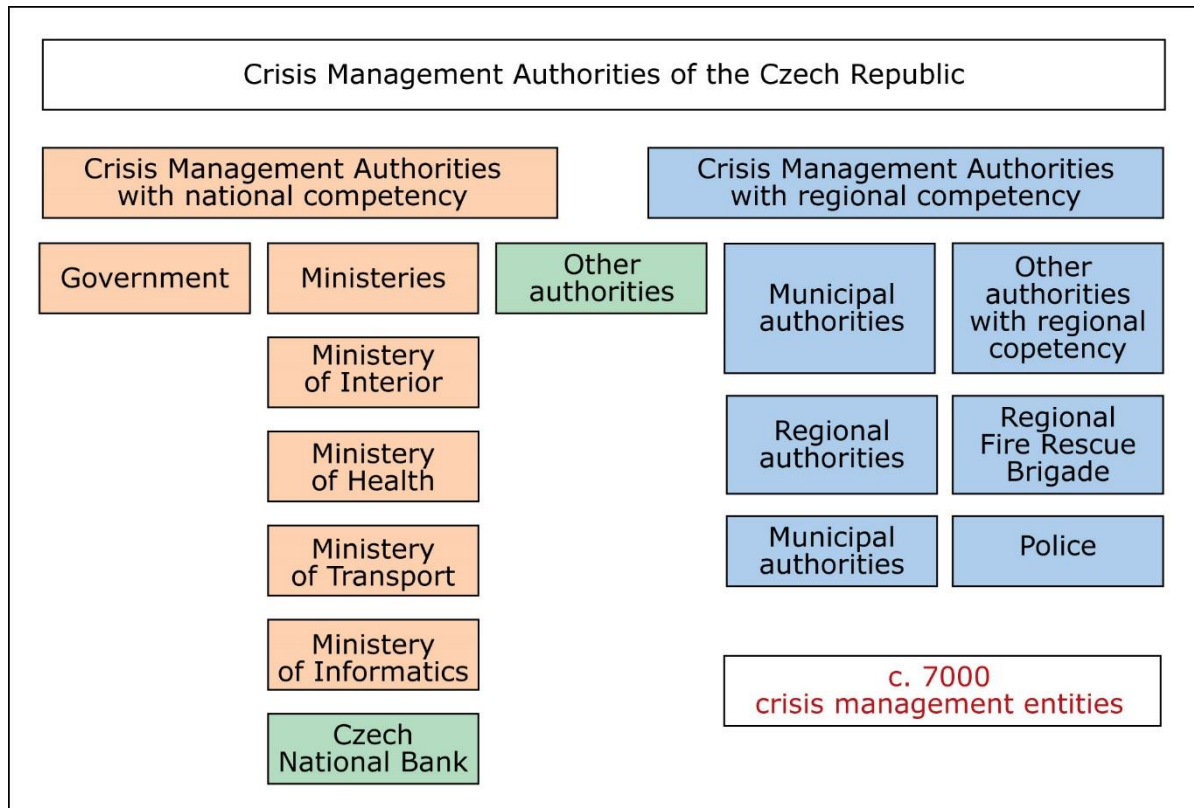 Crisis Management Authorities of the Czech Republic
Crisis Management Authorities
with national competency
Crisis Management Authorities
with regional competency
Government
Ministeries
Other
authorities
Municipal
authorities
Other
authorities
with regional
copetency
Ministery
of Interior
Ministery
of Health
Ministery
of Transport
Ministery
of Informatics
Czech
National Bank
Regional
authorities
Regional
Fire Rescue
Brigade
Municipal
authorities
Police
c. 7000
crisis management entities